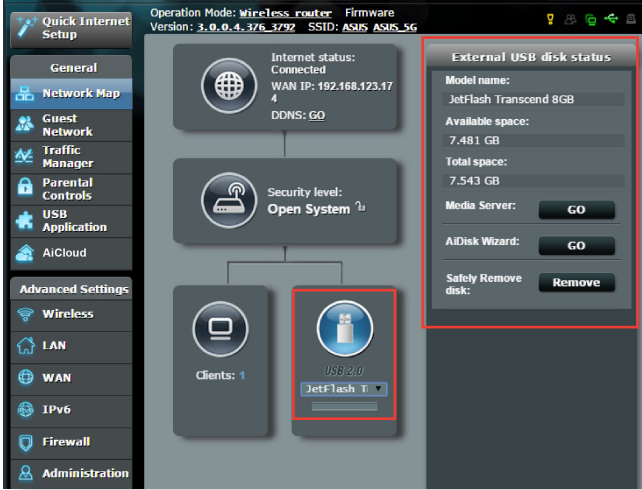 Quick Internet
Setup
Operation Mode: Wireless router Firmware
Version: 3.0.0.4.376_3792 SSID: ASUS ASUS_5G
General
Network Map
Guest
Network
Traffic
Manager
Parental
Controls
USB
Application
AiCloud
Advanced Settings
Wireless
LAN
WAN
IPv6
Firewall
Administration
Internet status:
Connected
WAN IP: 192.168.123.17
4
DDNS: GO
Security level:
Open System
Clients: 1
USB 2.0
JetFlash T
External USB disk status
Model name:
JetFlash Transcend 8GB
Available space:
7.481 GB
Total space:
7.543 GB
Media Server: GO
AiDisk Wizard: GO
Safely Remove
disk: Remove